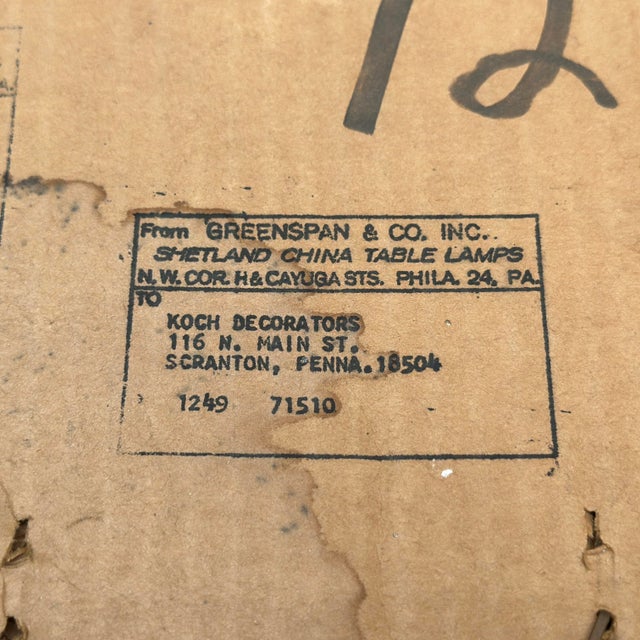 12
From GREENSPAN & CO. INC.
SHETLAND CHINA TABLE LAMPS
N.W. COR. H & CAYUGA STS. PHILA. 24, PA.
TO
KOCH DECORATORS
116 N. MAIN ST.
SCRANTON, PENNA.18504
1249 71510